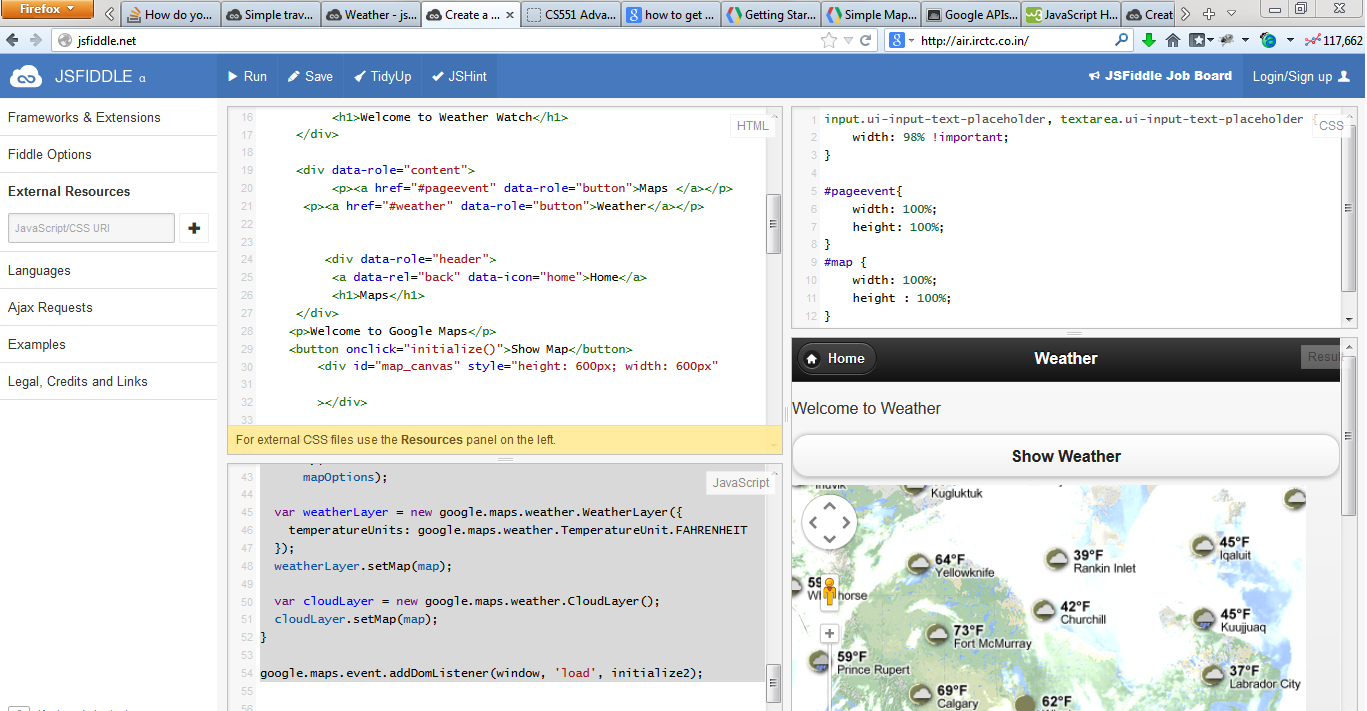 Firefox
How do yo...
Simple trav...
Weather - js...
Create a ...
CS551 Adva...
how to get ...
Getting Star...
Simple Map...
Google APIs...
JavaScript H...
Creat
jsfiddle.net
http://air.irctc.co.in/
117,662
JSFIDDLE α
Run
Save
TidyUp
JSHint
JSFiddle Job Board
Login/Sign up
Frameworks & Extensions
Fiddle Options
External Resources
JavaScript/CSS URI
Languages
Ajax Requests
Examples
Legal, Credits and Links
HTML
16 <h1>Welcome to Weather Watch</h1>
17 </div>
18
19 <div data-role="content">
20 <p><a href="#pageevent" data-role="button">Maps </a></p>
21 <p><a href="#weather" data-role="button">Weather</a></p>
22
23
24 <div data-role="header">
25 <a data-rel="back" data-icon="home">Home</a>
26 <h1>Maps</h1>
27 </div>
28 <p>Welcome to Google Maps</p>
29 <button onclick="initialize()">Show Map</button>
30 <div id="map_canvas" style="height: 600px; width: 600px"
31
32 ></div>
33
For external CSS files use the Resources panel on the left.
JavaScript
43 mapOptions);
44
45 var weatherLayer = new google.maps.weather.WeatherLayer({
46 temperatureUnits: google.maps.weather.TemperatureUnit.FAHRENHEIT
47 });
48 weatherLayer.setMap(map);
49
50 var cloudLayer = new google.maps.weather.CloudLayer();
51 cloudLayer.setMap(map);
52 }
53
54 google.maps.event.addDomListener(window, 'load', initialize2);
55
56
CSS
1 input.ui-input-text-placeholder, textarea.ui-input-text-placeholder {
2 width: 98% !important;
3 }
4
5 #pageevent{
6 width: 100%;
7 height: 100%;
8 }
9 #map {
10 width: 100%;
11 height : 100%;
12 }
Home
Weather
Result
Welcome to Weather
Show Weather
Inuvik
Kugluktuk
64°F
Yellowknife
39°F
Rankin Inlet
45°F
Iqaluit
59
horse
42°F
Churchill
45°F
Kuujjuaq
73°F
Fort McMurray
59°F
Prince Rupert
37°F
Labrador City
69°F
Calgary
62°F